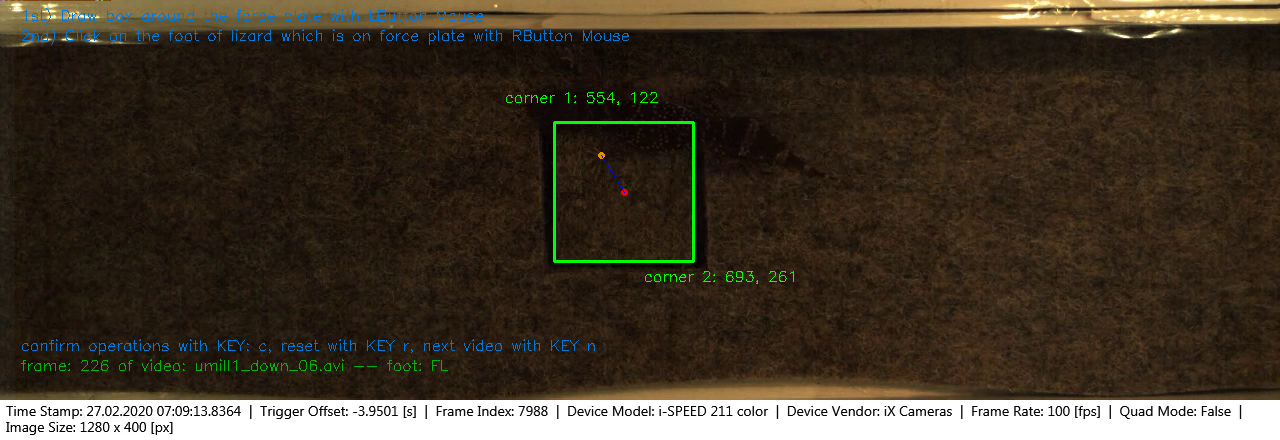 1st) Draw box around the force plate with LButton Mouse
2nd) Click on the foot of lizard which is on force plate with RButton Mouse
corner 1: 554, 122
corner 2: 693, 261
confirm operations with KEY: c, reset with KEY r, next video with KEY n
frame: 226 of video: umill1_down_06.avi -- foot: FL
Time Stamp: 27.02.2020 07:09:13.8364 | Trigger Offset: -3.9501 [s] | Frame Index: 7988 | Device Model: i-SPEED 211 color | Device Vendor: iX Cameras | Frame Rate: 100 [fps] | Quad Mode: False |
Image Size: 1280 x 400 [px]